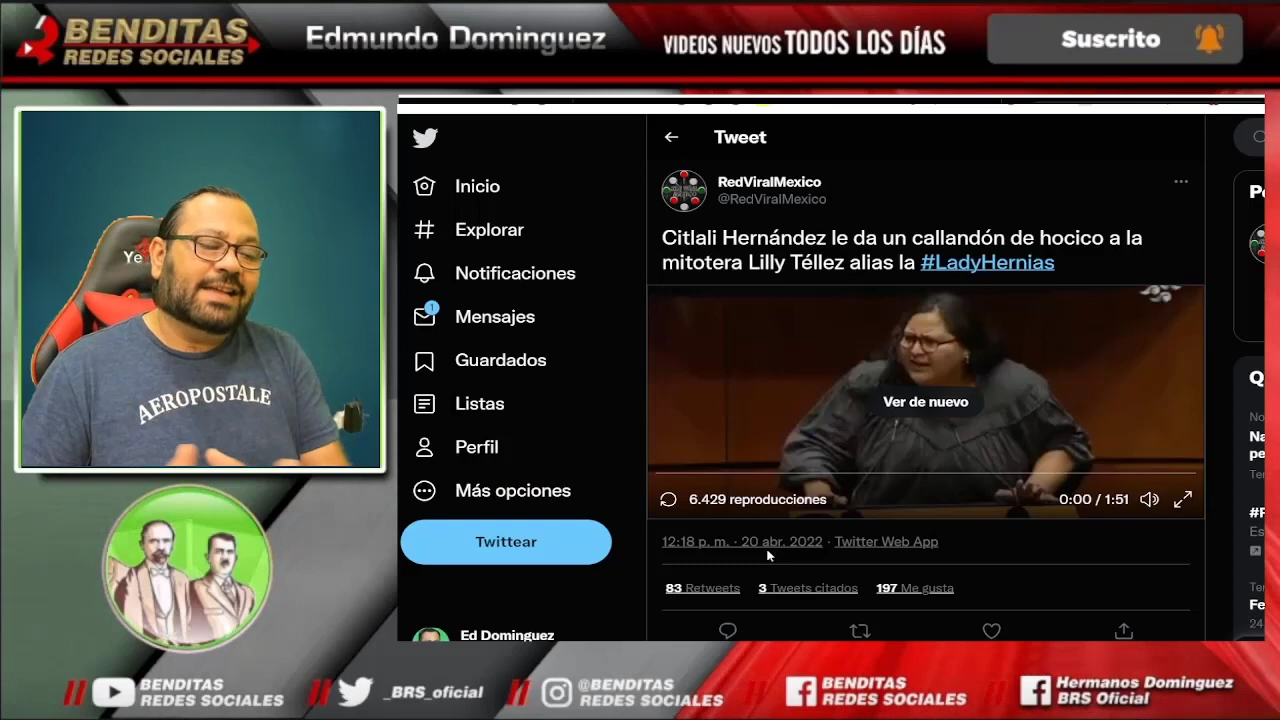 BENDITAS
REDES SOCIALES
Edmundo Dominguez
VIDEOS NUEVOS TODOS LOS DÍAS
Suscrito
Ye
AEROPOSTALE
Inicio
Explorar
Notificaciones
1
Mensajes
Guardados
Listas
Perfil
Más opciones
Twittear
Ed Dominguez
Tweet
RedViralMexico
@RedViralMexico
Citlali Hernández le da un callandón de hocico a la
mitotera Lilly Téllez alias la #LadyHernias
Ver de nuevo
6.429 reproducciones
0:00 / 1:51
12:18 p. m. · 20 abr. 2022 · Twitter Web App
83 Retweets 3 Tweets citados 197 Me gusta
BENDITAS
REDES SOCIALES
_BRS_oficial
@BENDITAS
REDES SOCIALES
BENDITAS
REDES SOCIALES
Hermanos Dominguez
BRS Oficial